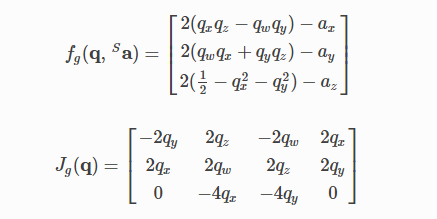 f_g(q, ^S a) = [ 2(q_x q_z − q_w q_y) − a_x
2(q_w q_x + q_y q_z) − a_y
2(½ − q_x^2 − q_y^2) − a_z ]
J_g(q) = [ −2q_y 2q_z −2q_w 2q_x
2q_x 2q_w 2q_z 2q_y
0 −4q_x −4q_y 0 ]